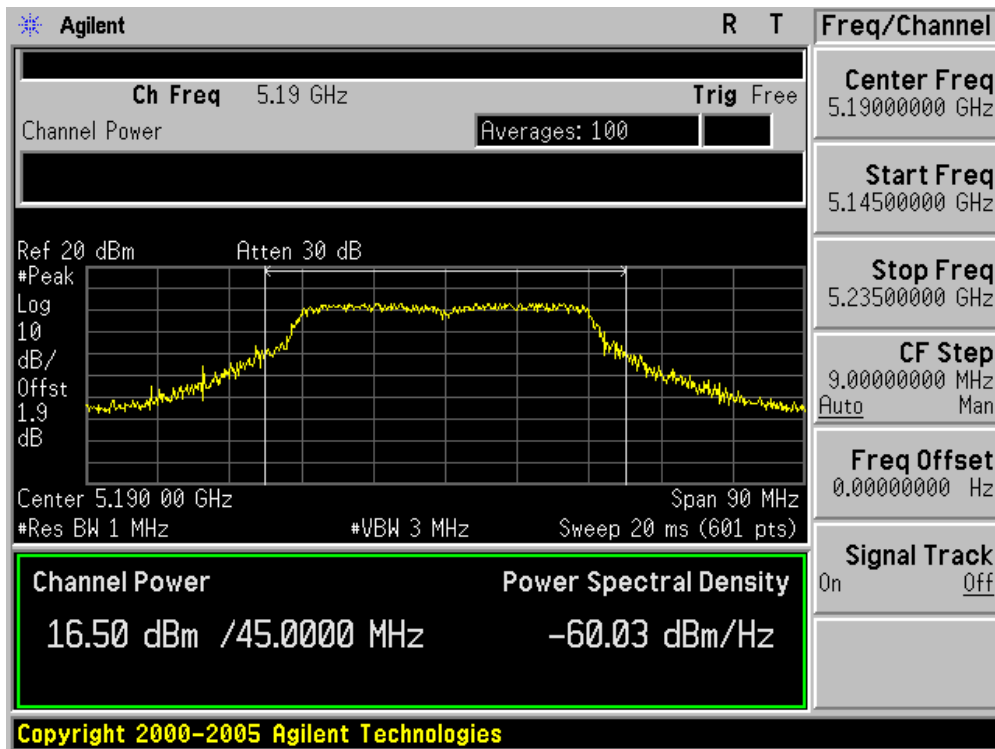 Agilent R T
Ch Freq 5.19 GHz Trig Free
Channel Power Averages: 100
Ref 20 dBm Atten 30 dB
#Peak
Log
10
dB/
Offst
1.9
dB
Center 5.190 00 GHz Span 90 MHz
#Res BW 1 MHz #VBW 3 MHz Sweep 20 ms (601 pts)
Channel Power Power Spectral Density
16.50 dBm /45.0000 MHz -60.03 dBm/Hz
Copyright 2000-2005 Agilent Technologies
Freq/Channel
Center Freq
5.19000000 GHz
Start Freq
5.14500000 GHz
Stop Freq
5.23500000 GHz
CF Step
9.00000000 MHz
Auto Man
Freq Offset
0.00000000 Hz
Signal Track
On Off